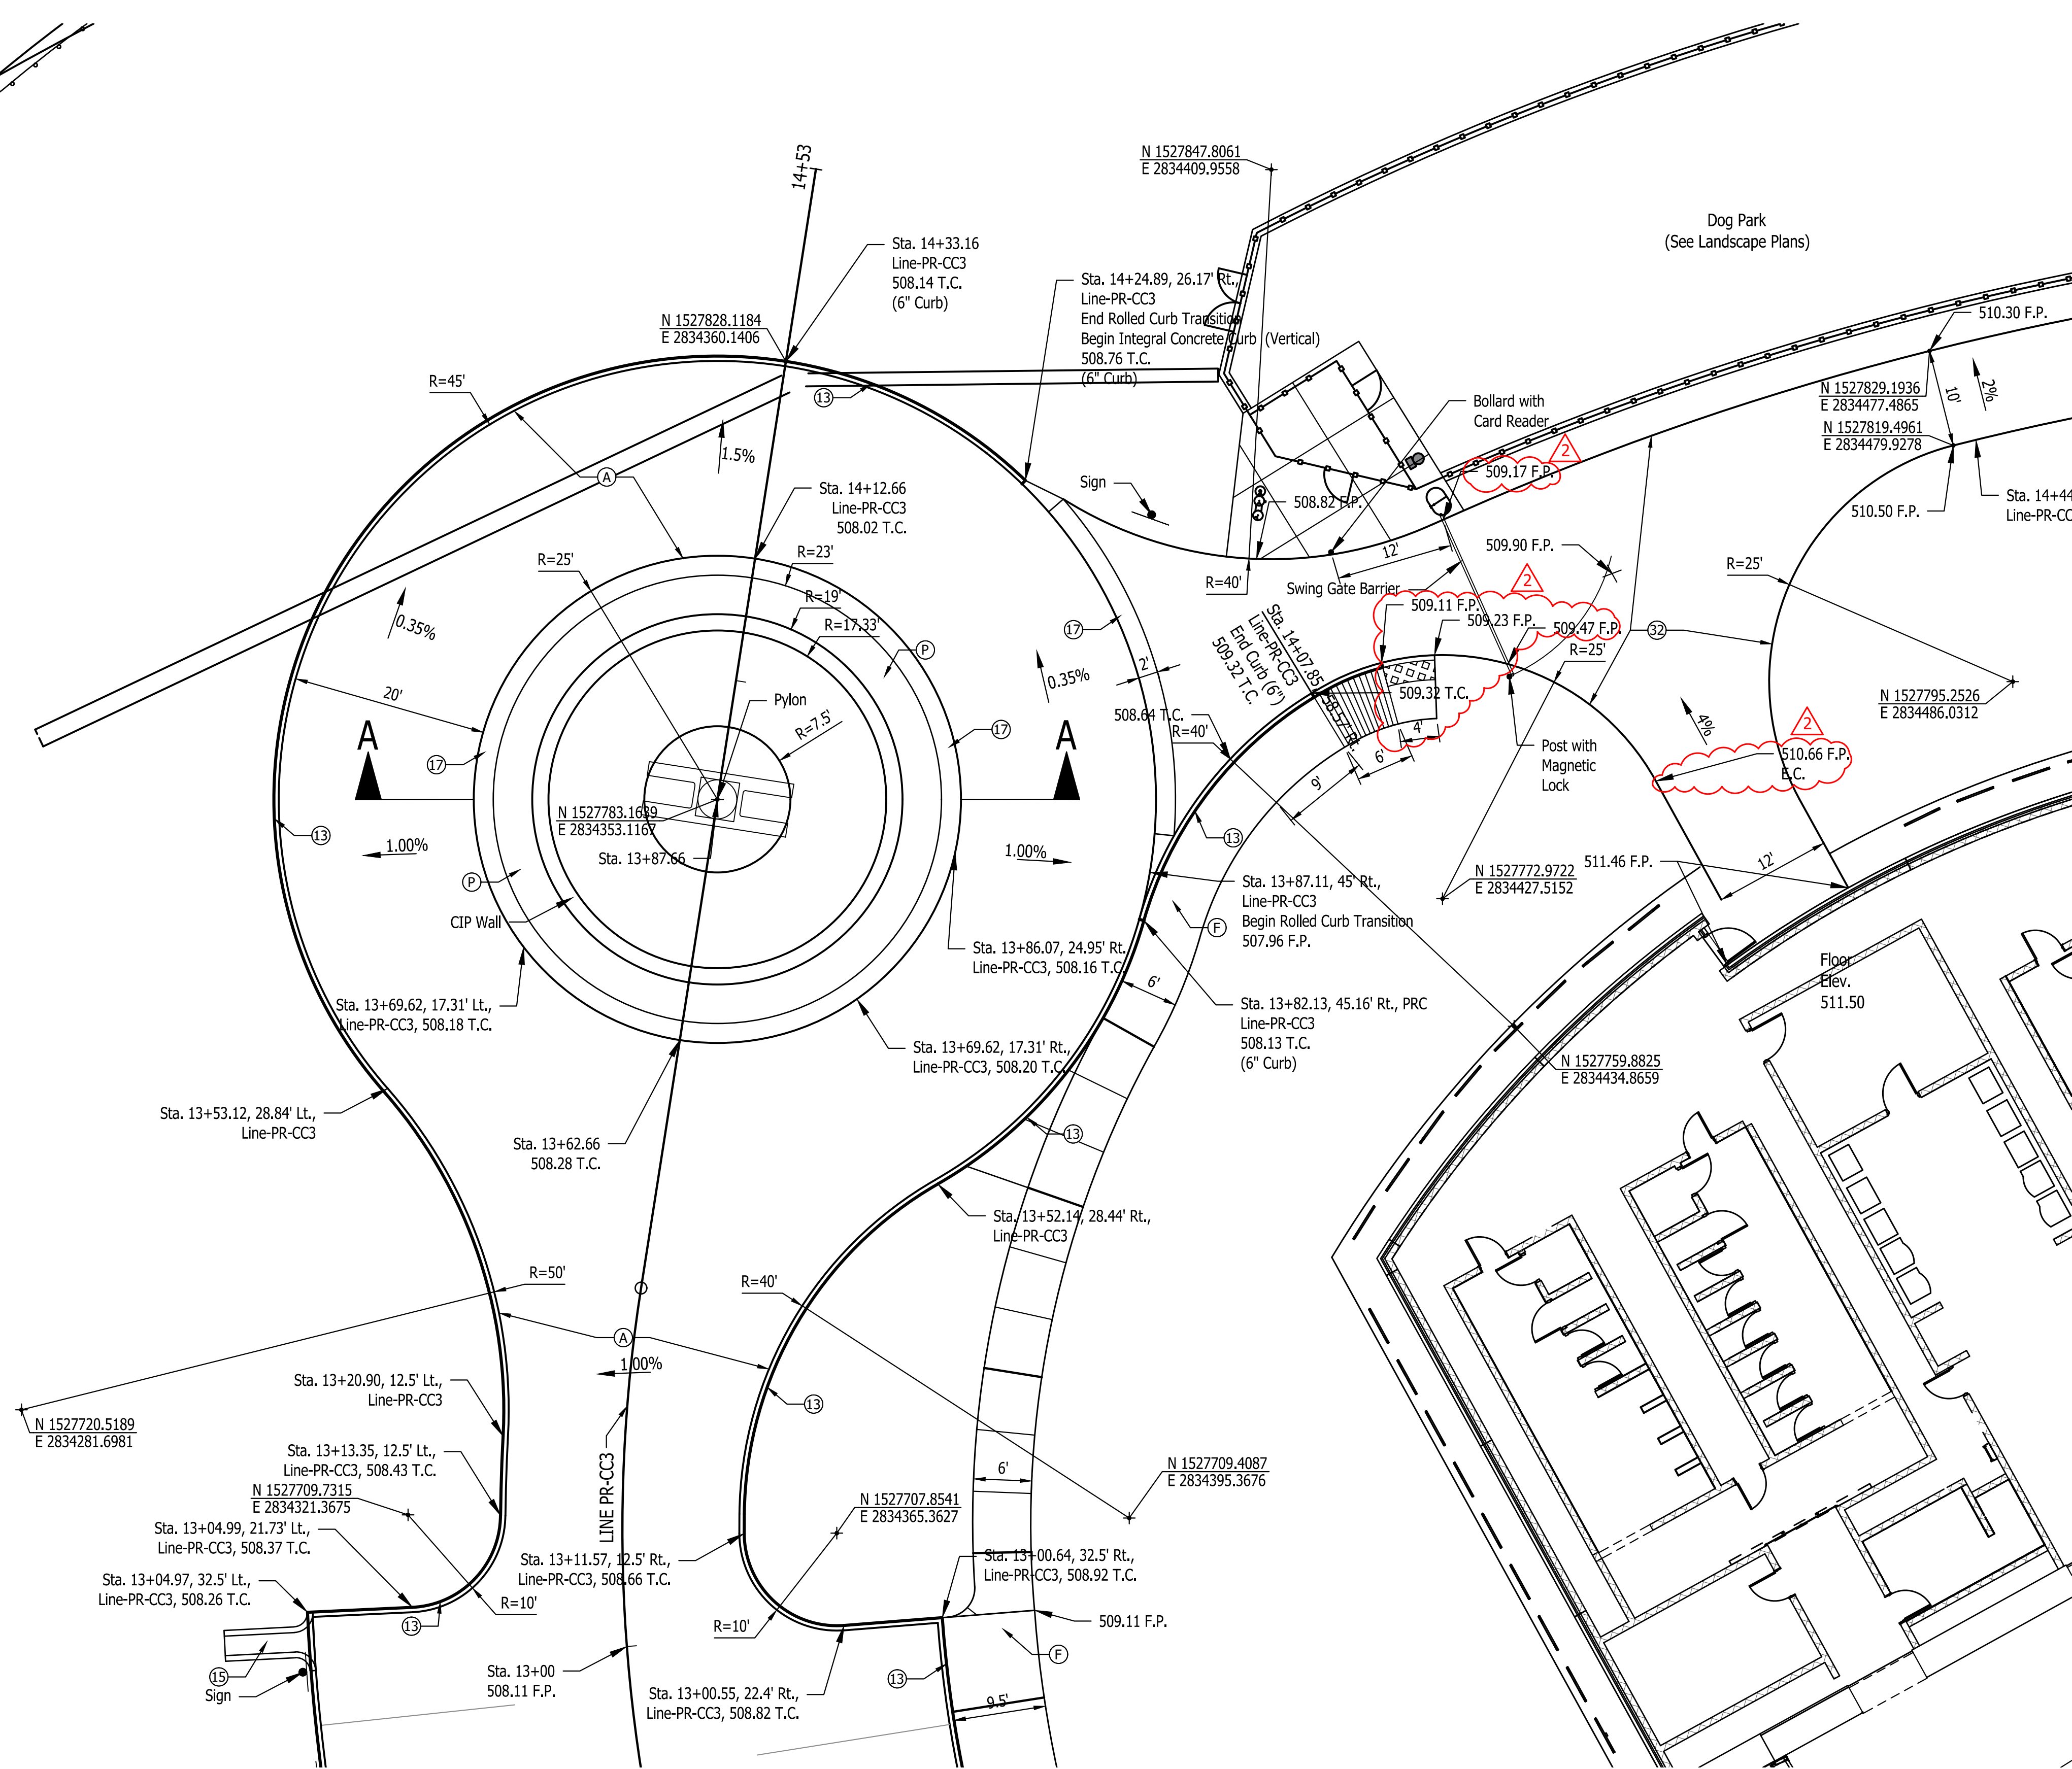 14+53
N 1527847.8061
E 2834409.9558
Dog Park
(See Landscape Plans)
Sta. 14+33.16
Line-PR-CC3
508.14 T.C.
(6" Curb)
Sta. 14+24.89, 26.17' Rt.,
Line-PR-CC3
End Rolled Curb Transition
Begin Integral Concrete Curb (Vertical)
508.76 T.C.
(6" Curb)
N 1527828.1184
E 2834360.1406
510.30 F.P.
R=45'
13
N 1527829.1936
E 2834477.4865
10'
2%
Bollard with
Card Reader
N 1527819.4961
E 2834479.9278
1.5%
2
A
509.17 F.P.
Sign
Sta. 14+12.66
Line-PR-CC3
508.02 T.C.
508.82 F.P.
510.50 F.P.
Sta. 14+44
Line-PR-CC
R=25'
R=23'
12'
509.90 F.P.
R=25'
R=40'
Swing Gate Barrier
2
R=19'
509.11 F.P.
0.35%
R=17.33'
17
509.23 F.P.
509.47 F.P.
32
P
Sta. 14+07.85, 58.57' Rt.
Line-PR-CC3
End Curb (6")
509.32 T.C.
R=25'
2'
0.35%
20'
Pylon
R=7.5'
509.32 T.C.
N 1527795.2526
E 2834486.0312
508.64 T.C.
R=40'
4'
4%
2
A
A
17
17
6'
Post with
Magnetic
Lock
510.66 F.P.
E.C.
9'
N 1527783.1639
E 2834353.1167
13
13
1.00%
1.00%
Sta. 13+87.66
511.46 F.P.
12'
N 1527772.9722
E 2834427.5152
P
Sta. 13+87.11, 45' Rt.,
Line-PR-CC3
Begin Rolled Curb Transition
507.96 F.P.
CIP Wall
F
Sta. 13+86.07, 24.95' Rt.
Line-PR-CC3, 508.16 T.C.
Floor
Elev.
511.50
6'
Sta. 13+69.62, 17.31' Lt.,
Line-PR-CC3, 508.18 T.C.
Sta. 13+82.13, 45.16' Rt., PRC
Line-PR-CC3
508.13 T.C.
(6" Curb)
Sta. 13+69.62, 17.31' Rt.,
Line-PR-CC3, 508.20 T.C.
N 1527759.8825
E 2834434.8659
Sta. 13+53.12, 28.84' Lt.,
Line-PR-CC3
13
Sta. 13+62.66
508.28 T.C.
Sta. 13+52.14, 28.44' Rt.,
Line-PR-CC3
R=50'
R=40'
A
1.00%
Sta. 13+20.90, 12.5' Lt.,
Line-PR-CC3
13
N 1527720.5189
E 2834281.6981
Sta. 13+13.35, 12.5' Lt.,
Line-PR-CC3, 508.43 T.C.
LINE PR-CC3
6'
N 1527709.4087
E 2834395.3676
N 1527709.7315
E 2834321.3675
N 1527707.8541
E 2834365.3627
Sta. 13+04.99, 21.73' Lt.,
Line-PR-CC3, 508.37 T.C.
Sta. 13+11.57, 12.5' Rt.,
Line-PR-CC3, 508.66 T.C.
Sta. 13+00.64, 32.5' Rt.,
Line-PR-CC3, 508.92 T.C.
Sta. 13+04.97, 32.5' Lt.,
Line-PR-CC3, 508.26 T.C.
R=10'
13
R=10'
509.11 F.P.
F
15
Sign
Sta. 13+00
508.11 F.P.
13
Sta. 13+00.55, 22.4' Rt.,
Line-PR-CC3, 508.82 T.C.
9.5'